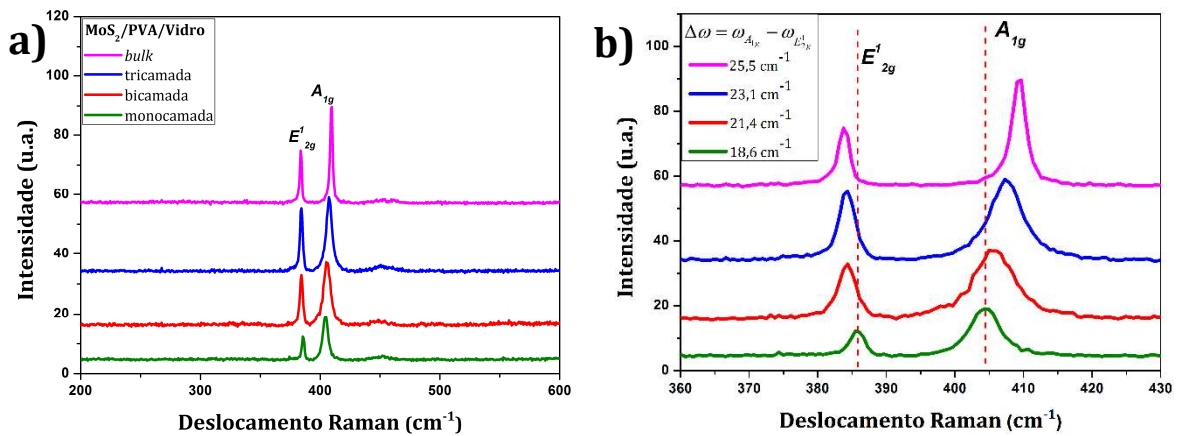 a)
MoS₂/PVA/Vidro
bulk
tricamada
bicamada
monocamada
E¹₂g
A₁g
120
100
80
60
40
20
0
200
300
400
500
600
Intensidade (u.a.)
Deslocamento Raman (cm⁻¹)
b)
Δω = ω_A₁g − ω_E¹₂g
25,5 cm⁻¹
23,1 cm⁻¹
21,4 cm⁻¹
18,6 cm⁻¹
E¹₂g
A₁g
100
80
60
40
20
0
360
370
380
390
400
410
420
430
Intensidade (u.a.)
Deslocamento Raman (cm⁻¹)